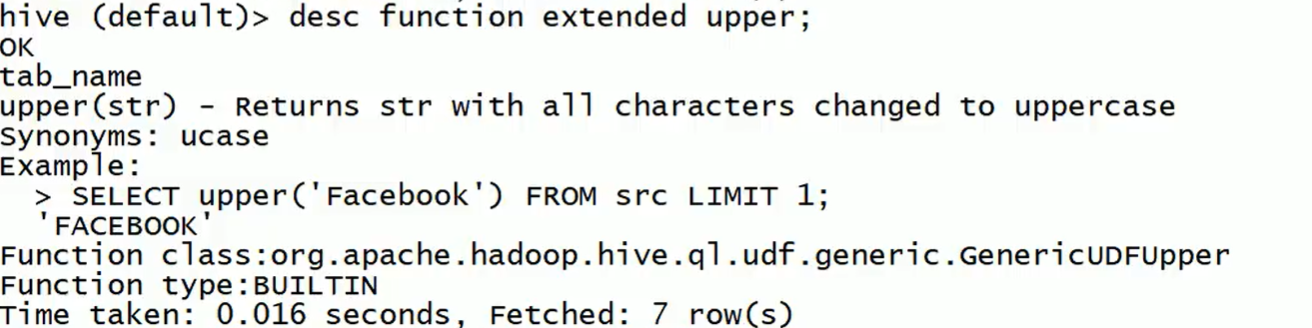 hive (default)> desc function extended upper;
OK
tab_name
upper(str) - Returns str with all characters changed to uppercase
Synonyms: ucase
Example:
  > SELECT upper('Facebook') FROM src LIMIT 1;
  'FACEBOOK'
Function class:org.apache.hadoop.hive.ql.udf.generic.GenericUDFUpper
Function type:BUILTIN
Time taken: 0.016 seconds, Fetched: 7 row(s)